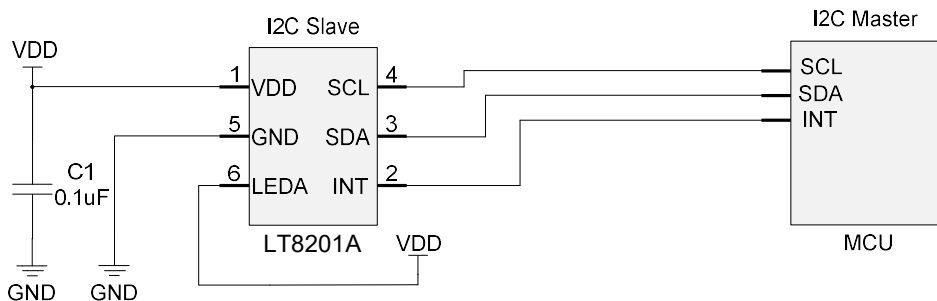 I2C Slave
I2C Master
VDD
1
VDD
SCL
4
SCL
SDA
INT
5
GND
SDA
3
6
LEDA
INT
2
C1
0.1uF
LT8201A
VDD
MCU
GND
GND